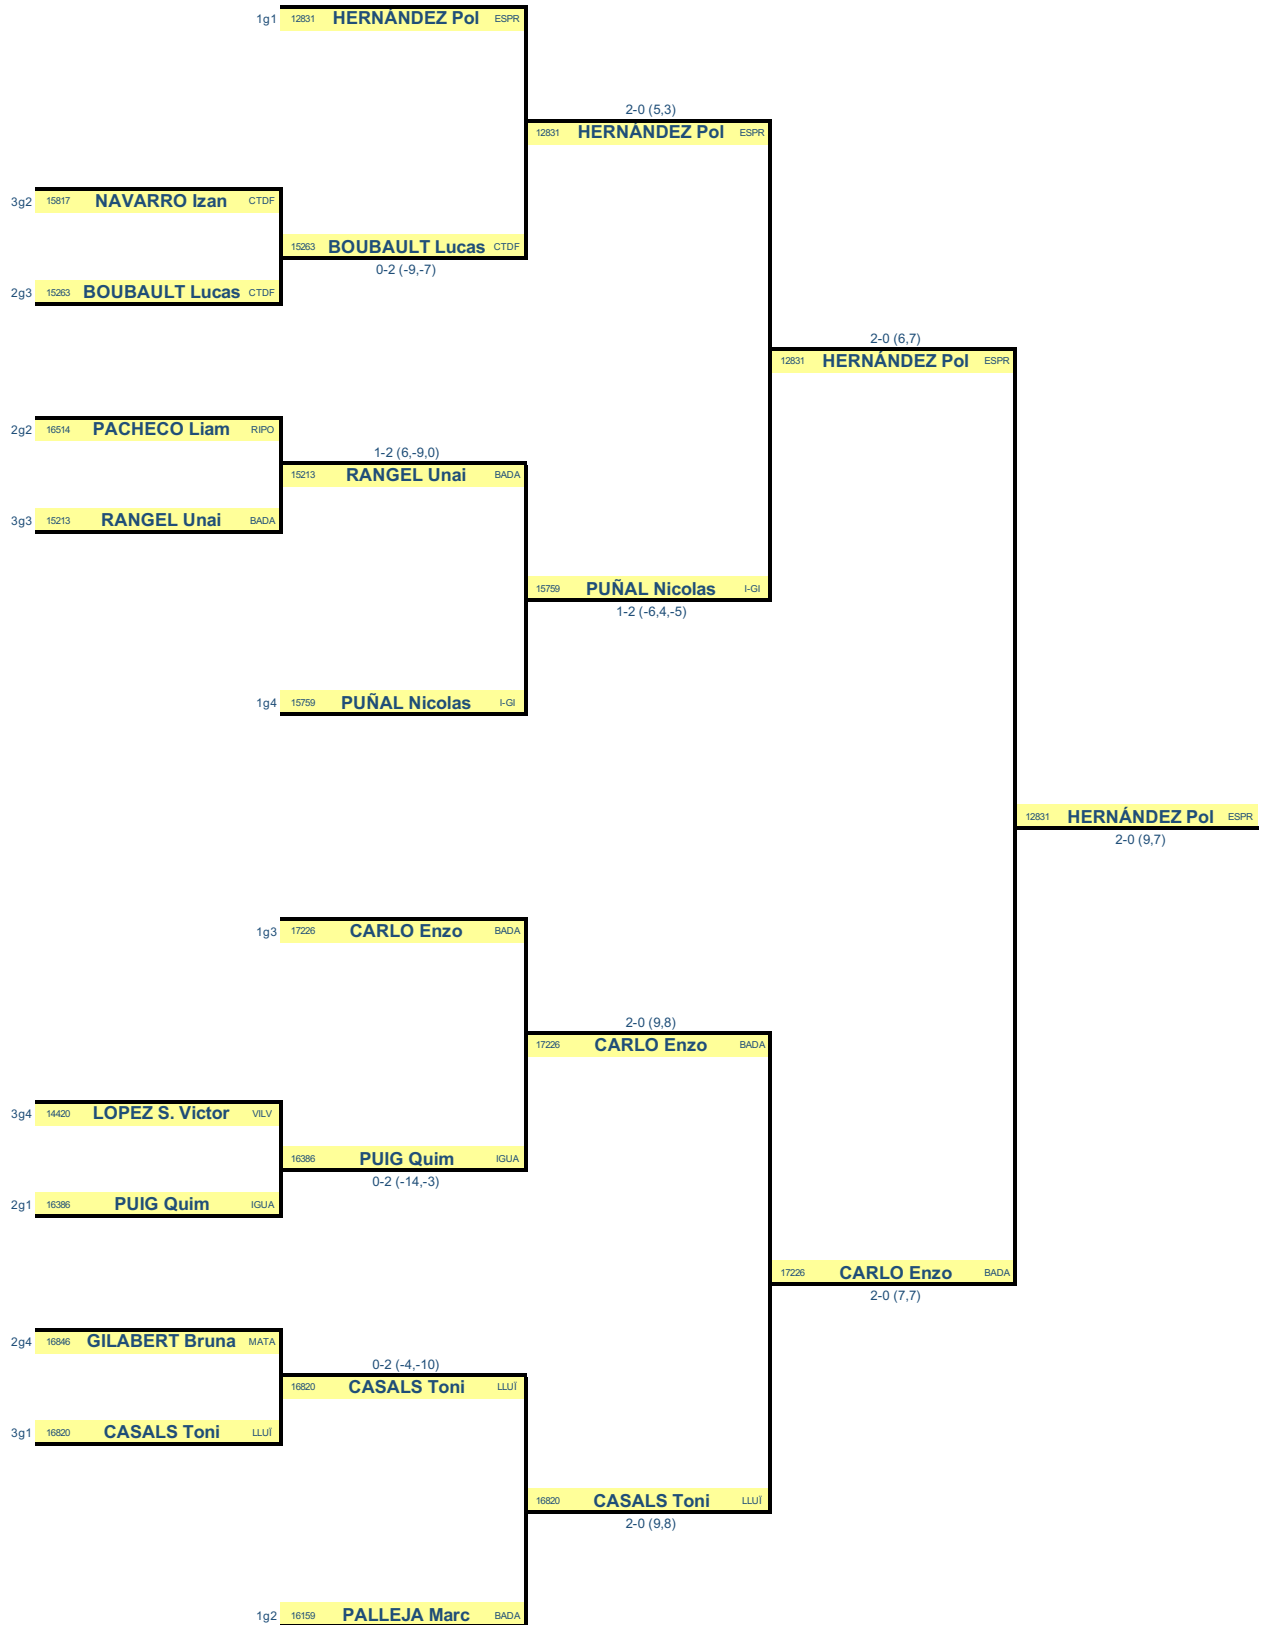 1g1 12831 HERNÁNDEZ Pol ESPR
2-0 (5,3)
12831 HERNÁNDEZ Pol ESPR
3g2 15817 NAVARRO Izan CTDF
15263 BOUBAULT Lucas CTDF
0-2 (-9,-7)
2g3 15263 BOUBAULT Lucas CTDF
2-0 (6,7)
12831 HERNÁNDEZ Pol ESPR
2g2 16514 PACHECO Liam RIPO
1-2 (6,-9,0)
15213 RANGEL Unai BADA
3g3 15213 RANGEL Unai BADA
15759 PUÑAL Nicolas I-GI
1-2 (-6,4,-5)
1g4 15759 PUÑAL Nicolas I-GI
12831 HERNÁNDEZ Pol ESPR
2-0 (9,7)
1g3 17226 CARLO Enzo BADA
2-0 (9,8)
17226 CARLO Enzo BADA
3g4 14420 LOPEZ S. Victor VILV
16386 PUIG Quim IGUA
0-2 (-14,-3)
2g1 16386 PUIG Quim IGUA
17226 CARLO Enzo BADA
2-0 (7,7)
2g4 16846 GILABERT Bruna MATA
0-2 (-4,-10)
16820 CASALS Toni LLUÏ
3g1 16820 CASALS Toni LLUÏ
16820 CASALS Toni LLUÏ
2-0 (9,8)
1g2 16159 PALLEJA Marc BADA